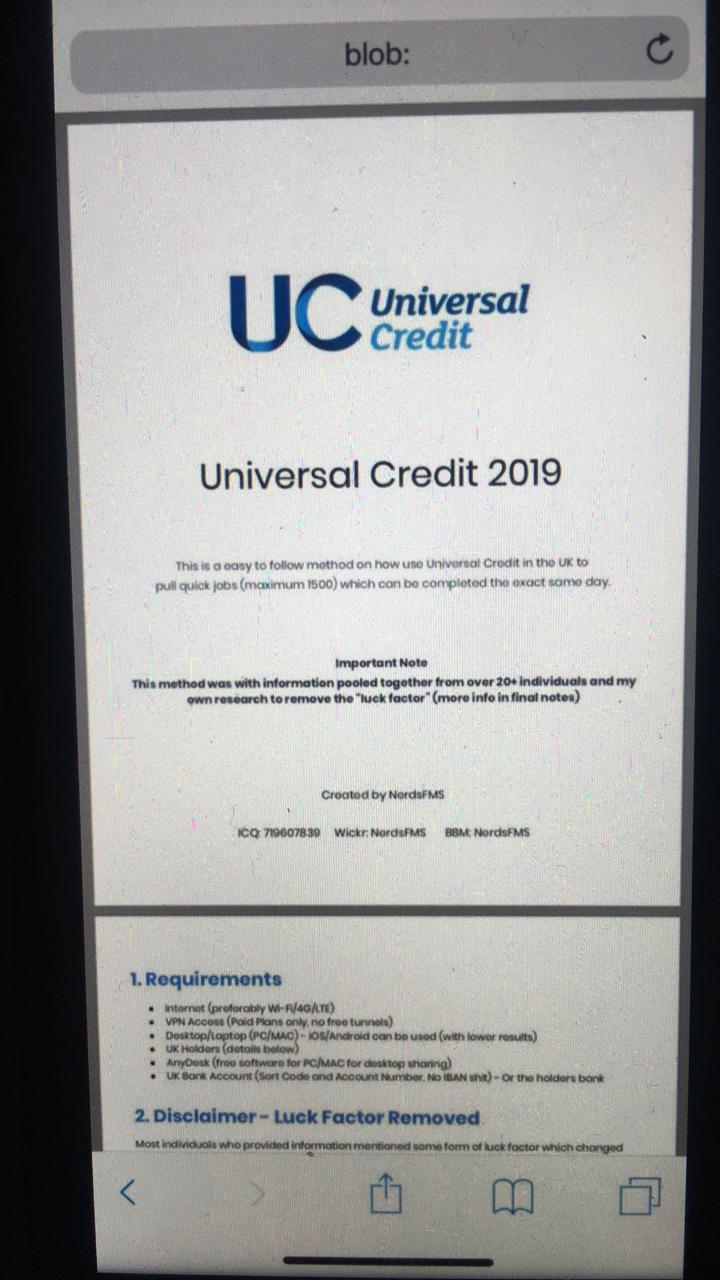 blob:
UC Universal
Credit
Universal Credit 2019
This is a easy to follow method on how use Universal Credit in the UK to
pull quick jobs (maximum 1500) which can be completed the exact same day.
Important Note
This method was with information pooled together from over 20+ individuals and my
own research to remove the "luck factor" (more info in final notes)
Created by NordsFMS
ICQ: 719607839 Wickr: NordsFMS BBM: NordsFMS
1. Requirements
• Internet (preferably Wi-Fi/4G/LTE)
• VPN Access (Paid Plans only, no free tunnels)
• Desktop/Laptop (PC/MAC) - iOS/Android can be used (with lower results)
• UK Holders (details below)
• AnyDesk (free software for PC/MAC for desktop sharing)
• UK Bank Account (Sort Code and Account Number, No IBAN shit) - Or the holders bank
2. Disclaimer - Luck Factor Removed
Most individuals who provided information mentioned some form of luck factor which changed